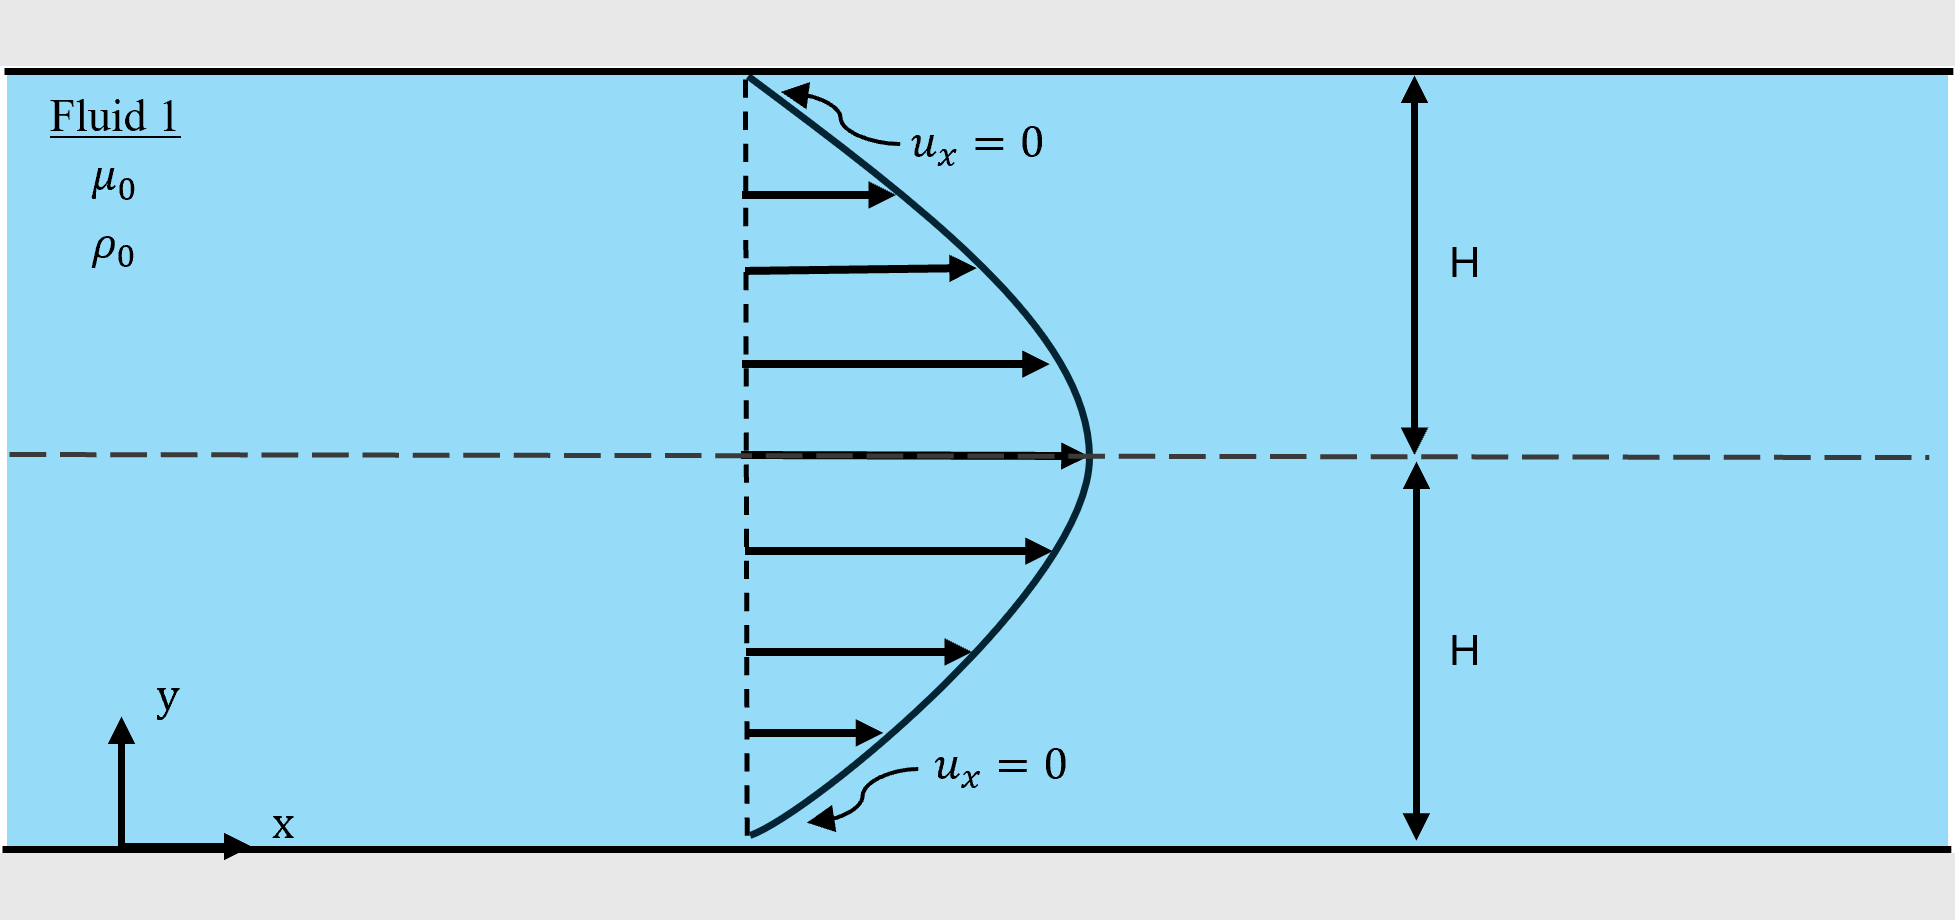 Fluid 1
μ₀
ρ₀
uₓ = 0
H
H
y
uₓ = 0
x